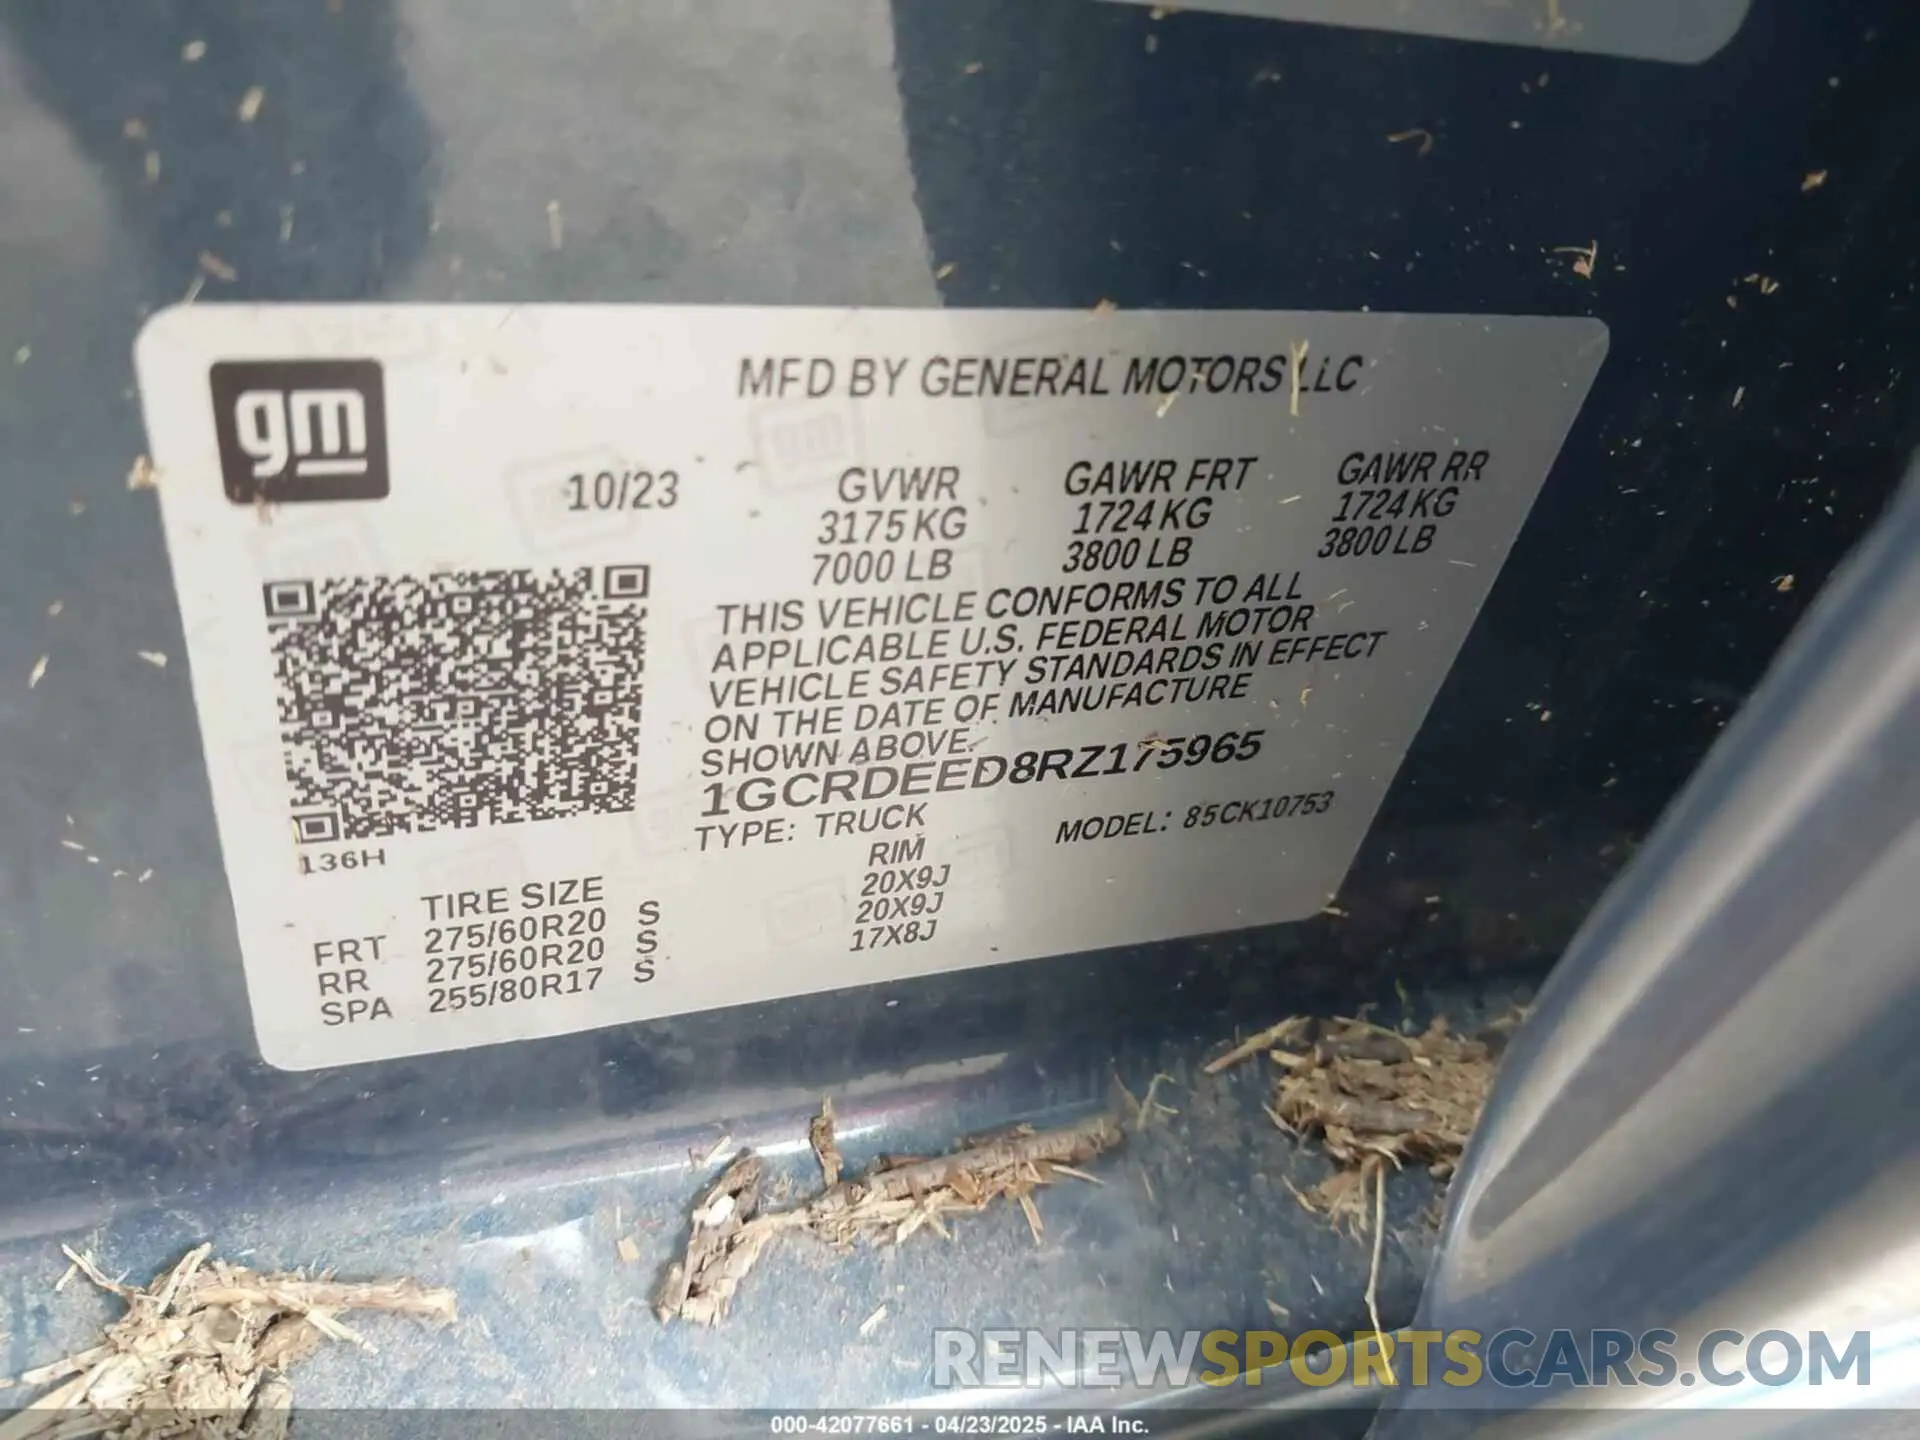 gm
MFD BY GENERAL MOTORS LLC
10/23 GVWR GAWR FRT GAWR RR
3175 KG 1724 KG 1724 KG
7000 LB 3800 LB 3800 LB
THIS VEHICLE CONFORMS TO ALL
APPLICABLE U.S. FEDERAL MOTOR
VEHICLE SAFETY STANDARDS IN EFFECT
ON THE DATE OF MANUFACTURE
SHOWN ABOVE.
1GCRDEED8RZ175965
TYPE: TRUCK MODEL: 85CK10753
136H
TIRE SIZE RIM
FRT 275/60R20 S 20X9J
RR 275/60R20 S 20X9J
SPA 255/80R17 S 17X8J
RENEWSPORTSCARS.COM
000-42077661 - 04/23/2025 - IAA Inc.